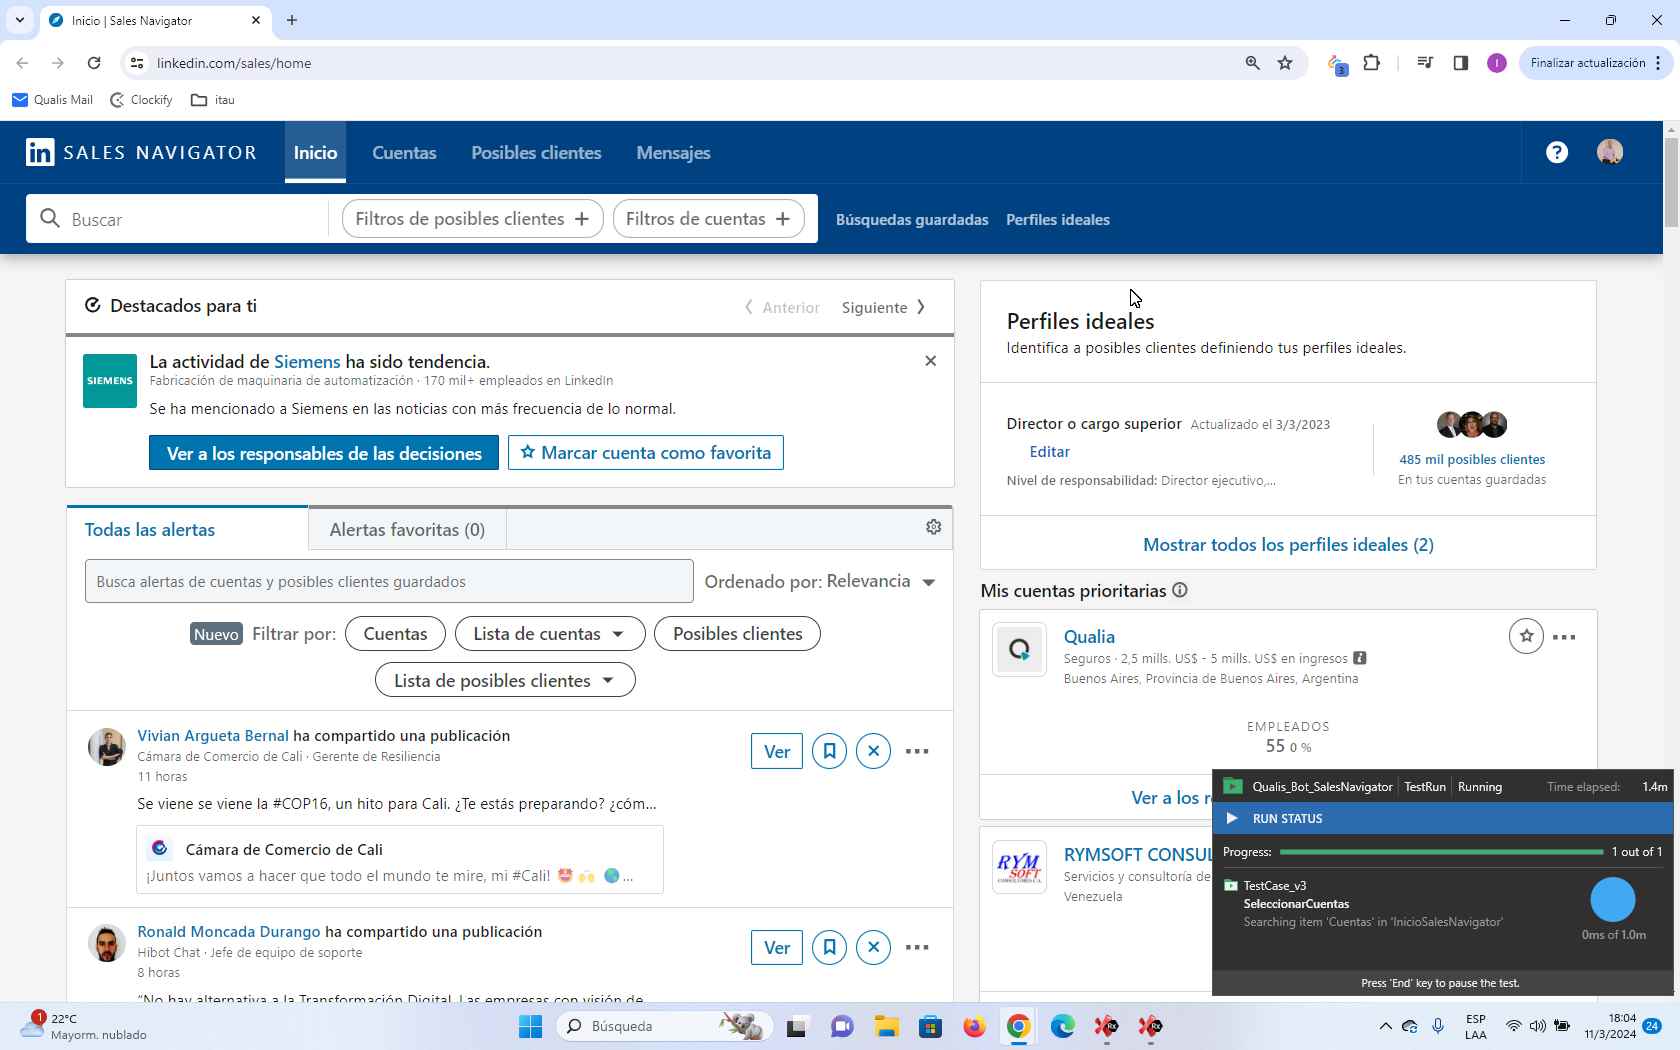 Inicio | Sales Navigator
linkedin.com/sales/home
3
I
Finalizar actualización
Qualis Mail
Clockify
itau
in SALES NAVIGATOR
Inicio
Cuentas
Posibles clientes
Mensajes
?
Buscar
Filtros de posibles clientes +
Filtros de cuentas +
Búsquedas guardadas
Perfiles ideales
Destacados para ti
Anterior
Siguiente
SIEMENS
La actividad de Siemens ha sido tendencia.
Fabricación de maquinaria de automatización · 170 mil+ empleados en LinkedIn
Se ha mencionado a Siemens en las noticias con más frecuencia de lo normal.
Ver a los responsables de las decisiones
Marcar cuenta como favorita
Todas las alertas
Alertas favoritas (0)
Busca alertas de cuentas y posibles clientes guardados
Ordenado por: Relevancia
Nuevo
Filtrar por:
Cuentas
Lista de cuentas
Posibles clientes
Lista de posibles clientes
Vivian Argueta Bernal ha compartido una publicación
Cámara de Comercio de Cali · Gerente de Resiliencia
11 horas
Ver
Se viene se viene la #COP16, un hito para Cali. ¿Te estás preparando? ¿cóm...
Cámara de Comercio de Cali
¡Juntos vamos a hacer que todo el mundo te mire, mi #Cali! 🤩🙌 🌎...
Ronald Moncada Durango ha compartido una publicación
Hibot Chat · Jefe de equipo de soporte
8 horas
Ver
"No hay alternativa a la Transformación Digital. Las empresas con visión de
Perfiles ideales
Identifica a posibles clientes definiendo tus perfiles ideales.
Director o cargo superior Actualizado el 3/3/2023
Editar
Nivel de responsabilidad: Director ejecutivo,...
485 mil posibles clientes
En tus cuentas guardadas
Mostrar todos los perfiles ideales (2)
Mis cuentas prioritarias
Qualia
Seguros · 2,5 mills. US$ - 5 mills. US$ en ingresos
Buenos Aires, Provincia de Buenos Aires, Argentina
EMPLEADOS
55 0 %
Ver a los r
RYM
SOFT
CONSULTORES C.A.
RYMSOFT CONSUL
Servicios y consultoría de
Venezuela
Qualis_Bot_SalesNavigator
TestRun
Running
Time elapsed: 1.4m
RUN STATUS
Progress:
1 out of 1
TestCase_v3
SeleccionarCuentas
Searching item 'Cuentas' in 'InicioSalesNavigator'
0ms of 1.0m
Press 'End' key to pause the test.
1
22°C
Mayorm. nublado
Búsqueda
ESP
LAA
18:04
11/3/2024
24